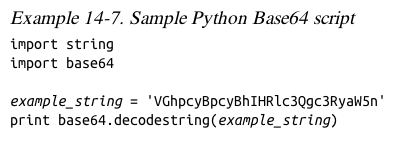 Example 14-7. Sample Python Base64 script
import string
import base64
example_string = 'VGhpcyBpcyBhIHRlc3Qgc3RyaW5n'
print base64.decodestring(example_string)